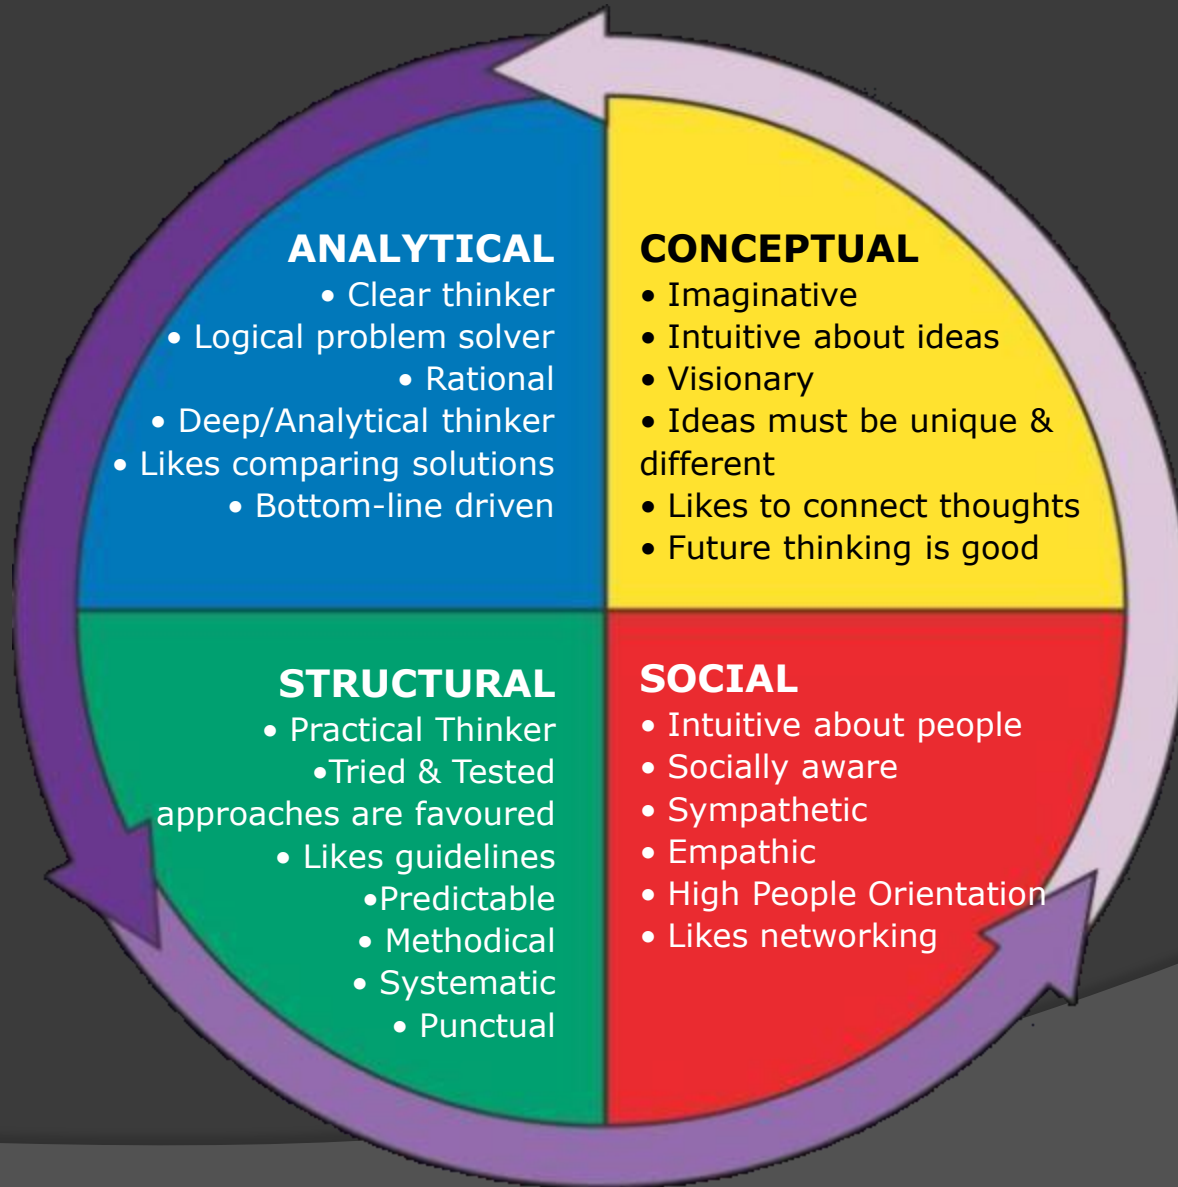 ANALYTICAL
• Clear thinker
• Logical problem solver
• Rational
• Deep/Analytical thinker
• Likes comparing solutions
• Bottom-line driven
CONCEPTUAL
• Imaginative
• Intuitive about ideas
• Visionary
• Ideas must be unique &
different
• Likes to connect thoughts
• Future thinking is good
STRUCTURAL
• Practical Thinker
•Tried & Tested
approaches are favoured
• Likes guidelines
•Predictable
• Methodical
• Systematic
• Punctual
SOCIAL
• Intuitive about people
• Socially aware
• Sympathetic
• Empathic
• High People Orientation
• Likes networking